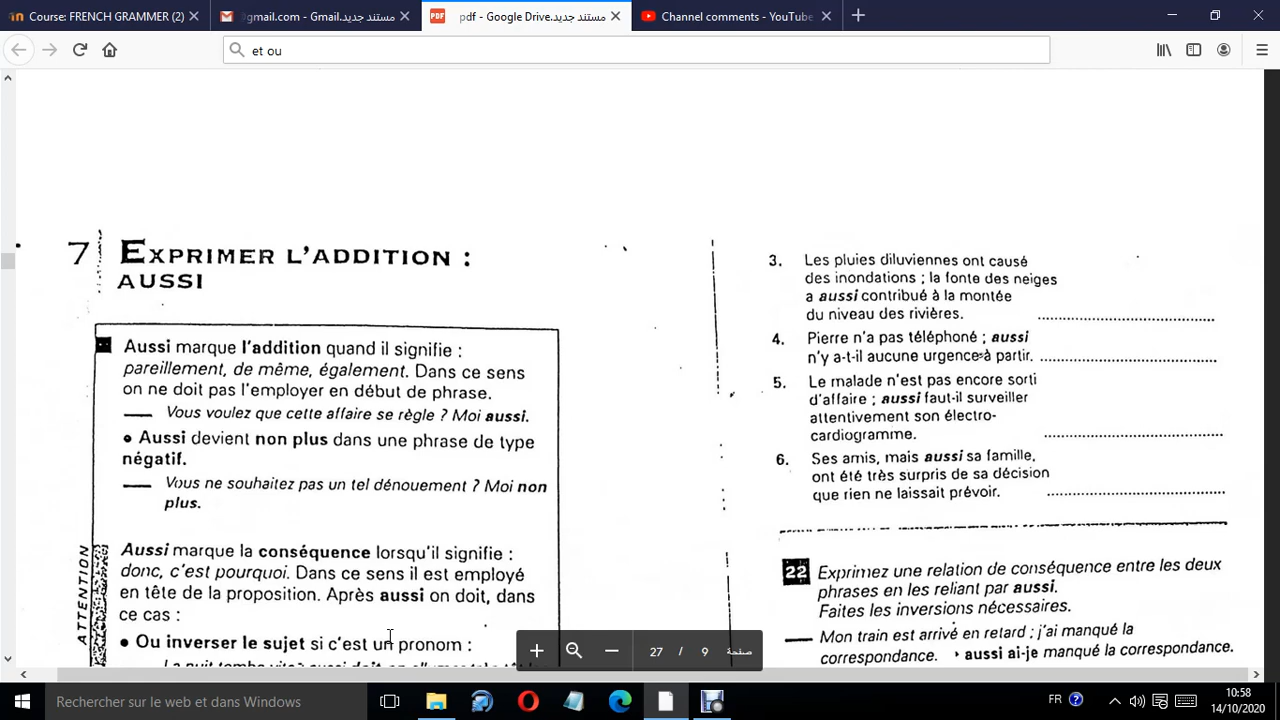 Course: FRENCH GRAMMER (2)
@gmail.com - Gmail.مستند جديد
pdf - Google Drive.مستند جديد
Channel comments - YouTube
et ou
7 EXPRIMER L'ADDITION :
AUSSI
Aussi marque l'addition quand il signifie :
pareillement, de même, également. Dans ce sens
on ne doit pas l'employer en début de phrase.
Vous voulez que cette affaire se règle ? Moi aussi.
• Aussi devient non plus dans une phrase de type
négatif.
Vous ne souhaitez pas un tel dénouement ? Moi non
plus.
ATTENTION
Aussi marque la conséquence lorsqu'il signifie :
donc, c'est pourquoi. Dans ce sens il est employé
en tête de la proposition. Après aussi on doit, dans
ce cas :
• Ou inverser le sujet si c'est un pronom :
La nuit tombe vite; aussi doit-on
3. Les pluies diluviennes ont causé
des inondations ; la fonte des neiges
a aussi contribué à la montée
du niveau des rivières. ..........................................
4. Pierre n'a pas téléphoné ; aussi
n'y a-t-il aucune urgence à partir. ..........................................
5. Le malade n'est pas encore sorti
d'affaire ; aussi faut-il surveiller
attentivement son électro-
cardiogramme. ..........................................
6. Ses amis, mais aussi sa famille,
ont été très surpris de sa décision
que rien ne laissait prévoir. ..........................................
22 Exprimez une relation de conséquence entre les deux
phrases en les reliant par aussi.
Faites les inversions nécessaires.
Mon train est arrivé en retard ; j'ai manqué la
correspondance. ‣ aussi ai-je manqué la correspondance.
صفحة 9 / 27
Rechercher sur le web et dans Windows
FR
10:58
14/10/2020